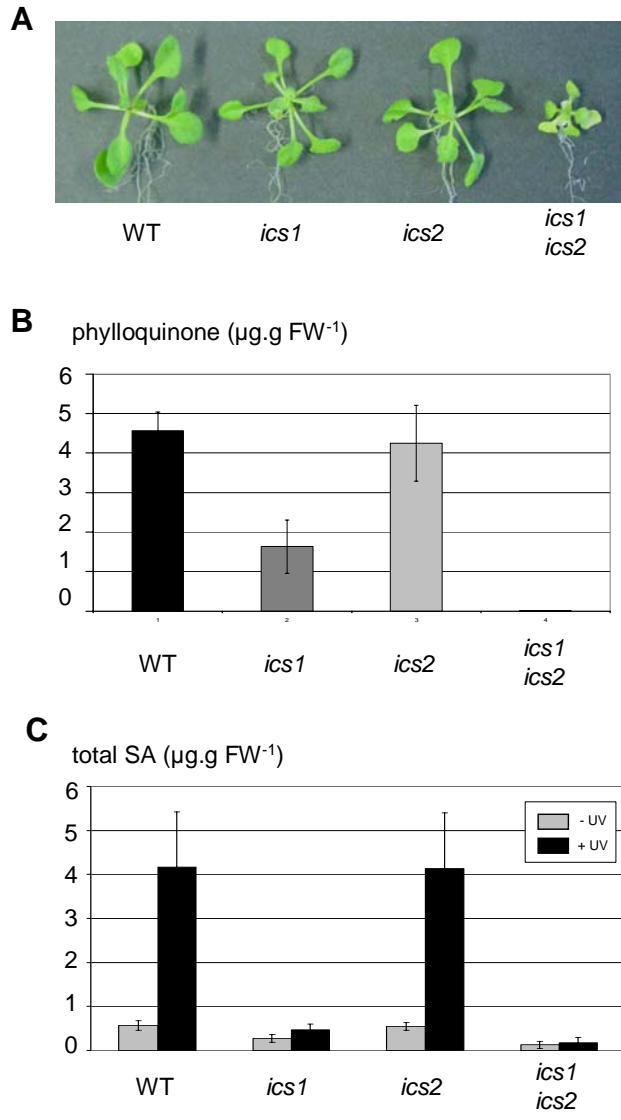 A
WT ics1 ics2 ics1
ics2
B
phylloquinone (µg.g FW⁻¹)
6
5
4
3
2
1
0
1 2 3 4
WT ics1 ics2 ics1
ics2
C
total SA (µg.g FW⁻¹)
6
5
4
3
2
1
0
- UV
+ UV
WT ics1 ics2 ics1
ics2